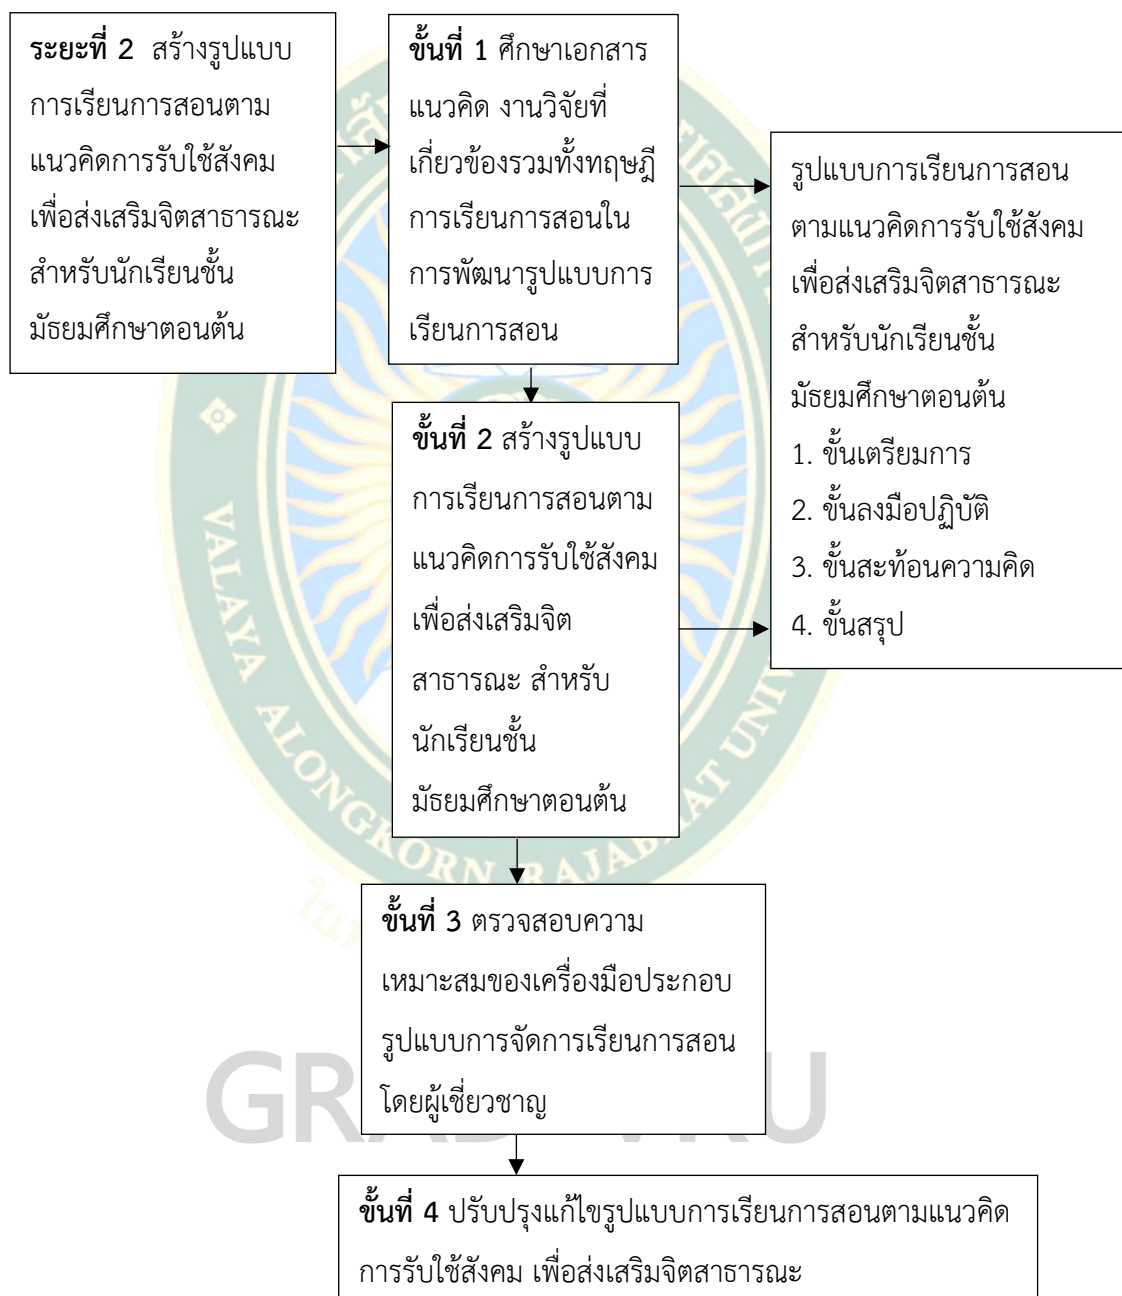 ระยะที่ 2 สร้างรูปแบบ
การเรียนการสอนตาม
แนวคิดการรับใช้สังคม
เพื่อส่งเสริมจิตสาธารณะ
สำหรับนักเรียนชั้น
มัธยมศึกษาตอนต้น
ขั้นที่ 1 ศึกษาเอกสาร
แนวคิด งานวิจัยที่
เกี่ยวข้องรวมทั้งทฤษฎี
การเรียนการสอนใน
การพัฒนารูปแบบการ
เรียนการสอน
รูปแบบการเรียนการสอน
ตามแนวคิดการรับใช้สังคม
เพื่อส่งเสริมจิตสาธารณะ
สำหรับนักเรียนชั้น
มัธยมศึกษาตอนต้น
1. ขั้นเตรียมการ
2. ขั้นลงมือปฏิบัติ
3. ขั้นสะท้อนความคิด
4. ขั้นสรุป
ขั้นที่ 2 สร้างรูปแบบ
การเรียนการสอนตาม
แนวคิดการรับใช้สังคม
เพื่อส่งเสริมจิต
สาธารณะ สำหรับ
นักเรียนชั้น
มัธยมศึกษาตอนต้น
ขั้นที่ 3 ตรวจสอบความ
เหมาะสมของเครื่องมือประกอบ
รูปแบบการจัดการเรียนการสอน
โดยผู้เชี่ยวชาญ
ขั้นที่ 4 ปรับปรุงแก้ไขรูปแบบการเรียนการสอนตามแนวคิด
การรับใช้สังคม เพื่อส่งเสริมจิตสาธารณะ
VALAYA ALONGKORN